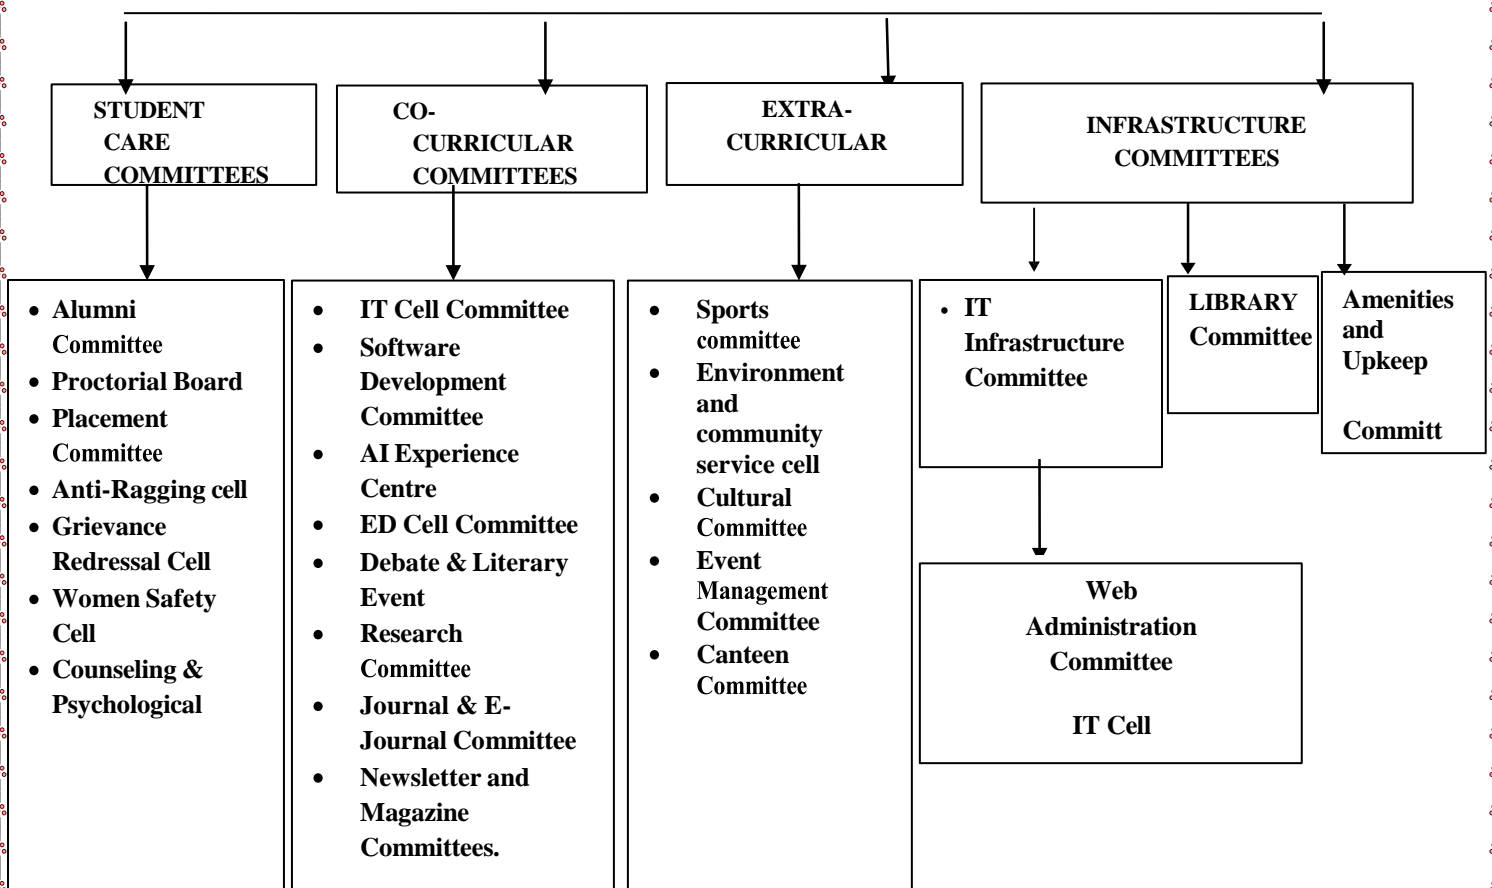 STUDENT
CARE
COMMITTEES
CO-
CURRICULAR
COMMITTEES
EXTRA-
CURRICULAR
INFRASTRUCTURE
COMMITTEES
• Alumni
Committee
• Proctorial Board
• Placement
Committee
• Anti-Ragging cell
• Grievance
Redressal Cell
• Women Safety
Cell
• Counseling &
Psychological
• IT Cell Committee
• Software
Development
Committee
• AI Experience
Centre
• ED Cell Committee
• Debate & Literary
Event
• Research
Committee
• Journal & E-
Journal Committee
• Newsletter and
Magazine
Committees.
• Sports
committee
• Environment
and
community
service cell
• Cultural
Committee
• Event
Management
Committee
• Canteen
Committee
• IT
Infrastructure
Committee
LIBRARY
Committee
Amenities
and
Upkeep
Committ
Web
Administration
Committee
IT Cell